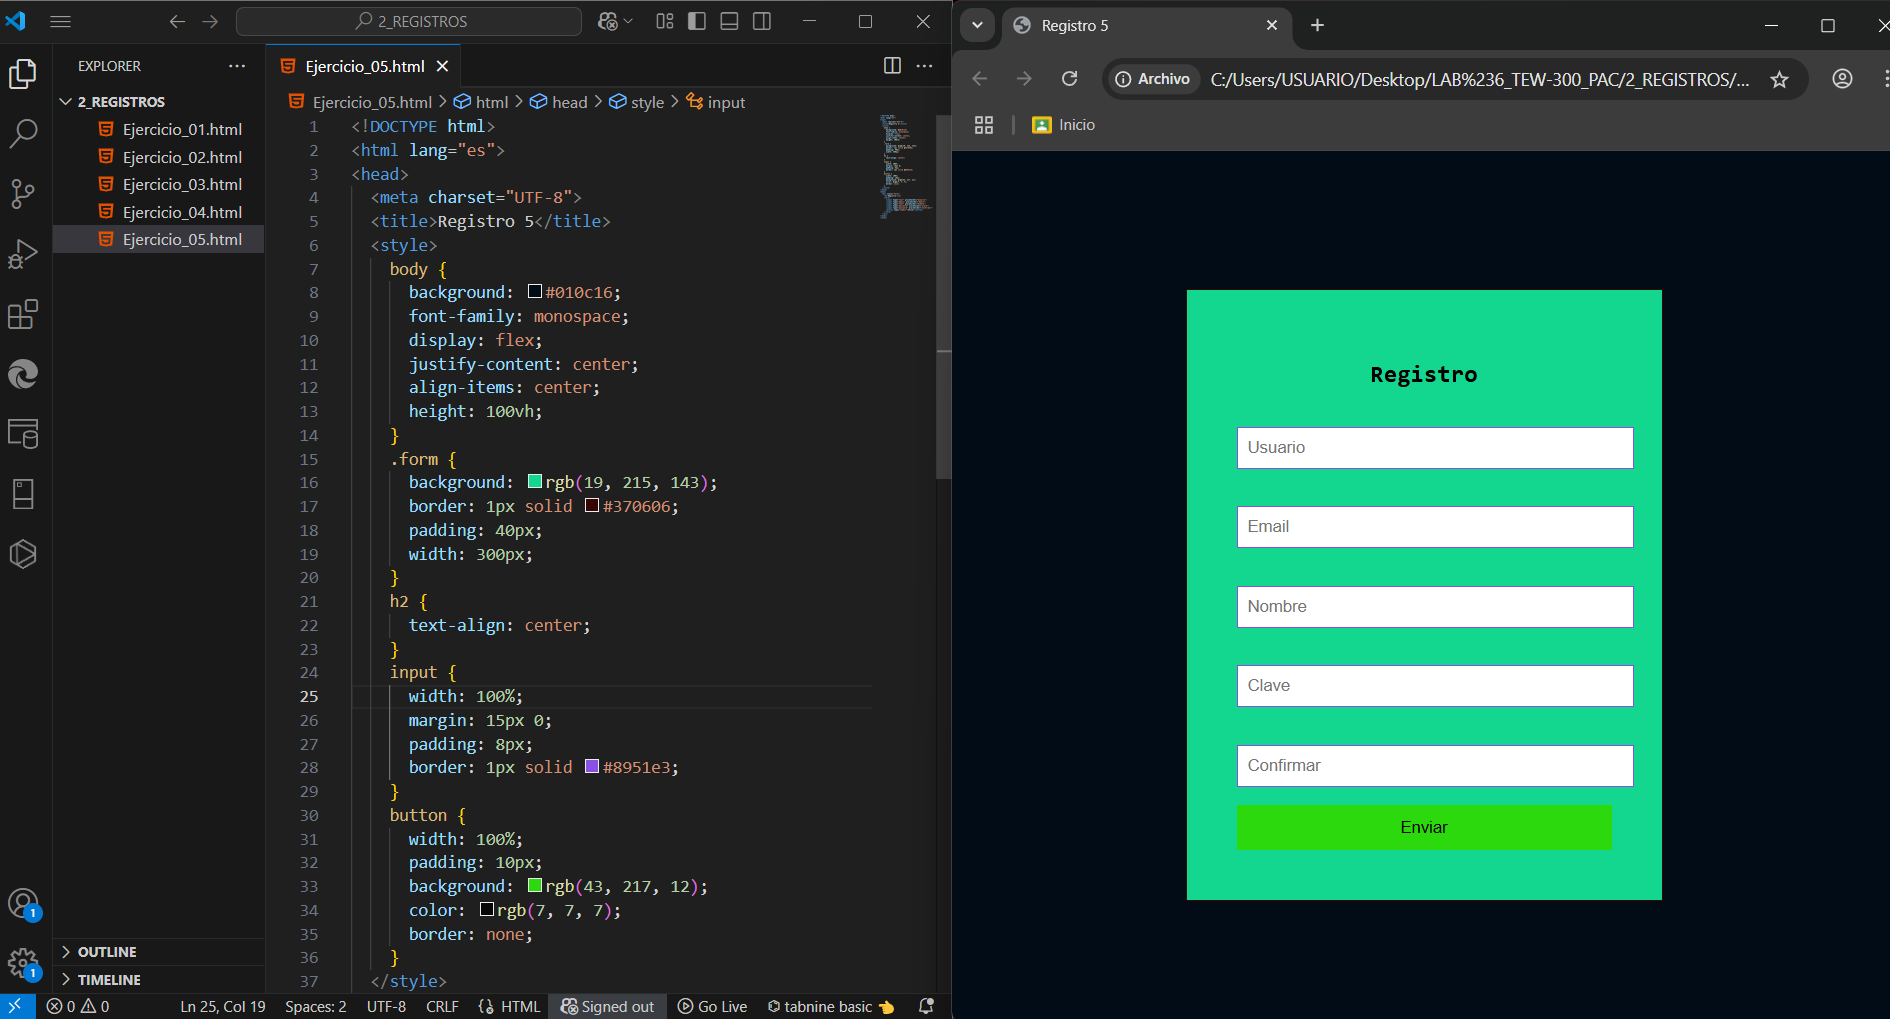 2_REGISTROS
EXPLORER
2_REGISTROS
Ejercicio_01.html
Ejercicio_02.html
Ejercicio_03.html
Ejercicio_04.html
Ejercicio_05.html
OUTLINE
TIMELINE
Ejercicio_05.html
Ejercicio_05.html > html > head > style > input
1 <!DOCTYPE html>
2 <html lang="es">
3 <head>
4 <meta charset="UTF-8">
5 <title>Registro 5</title>
6 <style>
7 body {
8 background: #010c16;
9 font-family: monospace;
10 display: flex;
11 justify-content: center;
12 align-items: center;
13 height: 100vh;
14 }
15 .form {
16 background: rgb(19, 215, 143);
17 border: 1px solid #370606;
18 padding: 40px;
19 width: 300px;
20 }
21 h2 {
22 text-align: center;
23 }
24 input {
25 width: 100%;
26 margin: 15px 0;
27 padding: 8px;
28 border: 1px solid #8951e3;
29 }
30 button {
31 width: 100%;
32 padding: 10px;
33 background: rgb(43, 217, 12);
34 color: rgb(7, 7, 7);
35 border: none;
36 }
37 </style>
1
1
0 0 Ln 25, Col 19 Spaces: 2 UTF-8 CRLF HTML Signed out Go Live tabnine basic
Registro 5
Archivo C:/Users/USUARIO/Desktop/LAB%236_TEW-300_PAC/2_REGISTROS/...
Inicio
Registro
Usuario
Email
Nombre
Clave
Confirmar
Enviar